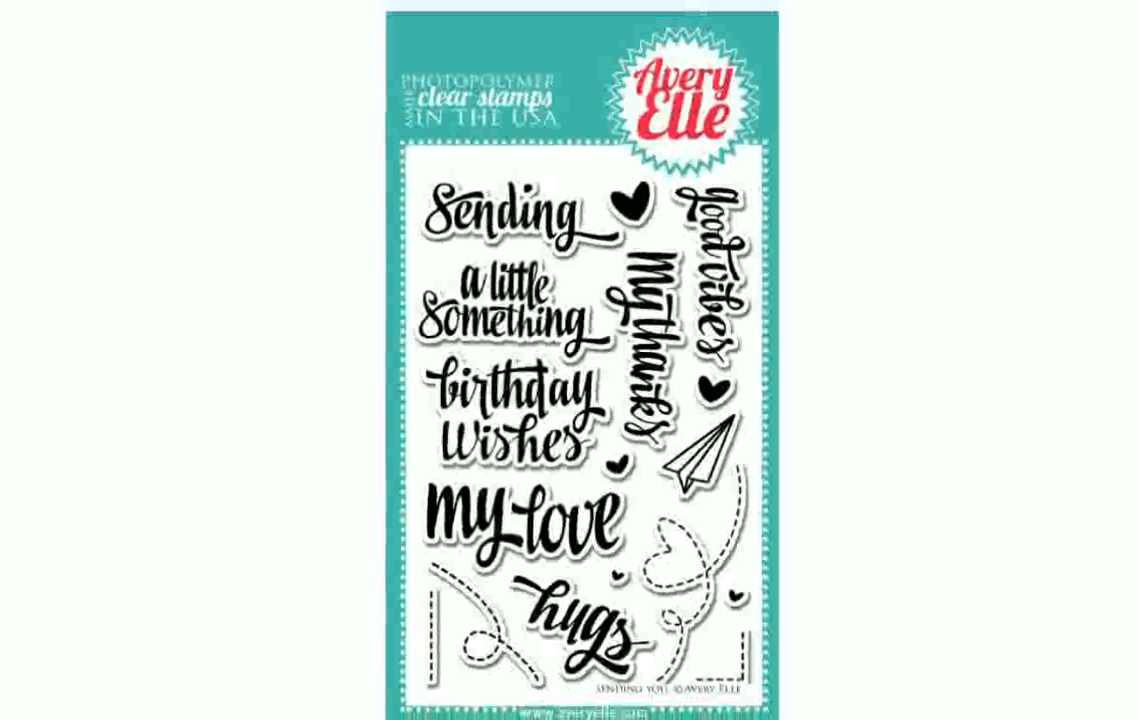 PHOTOPOLYMER
clear stamps
MADE
IN THE USA
Avery
Elle
Sending
a little
Something
birthday
Wishes
my love
hugs
My thanks
good vibes
SENDING YOU © AVERY ELLE
www.averyelle.com